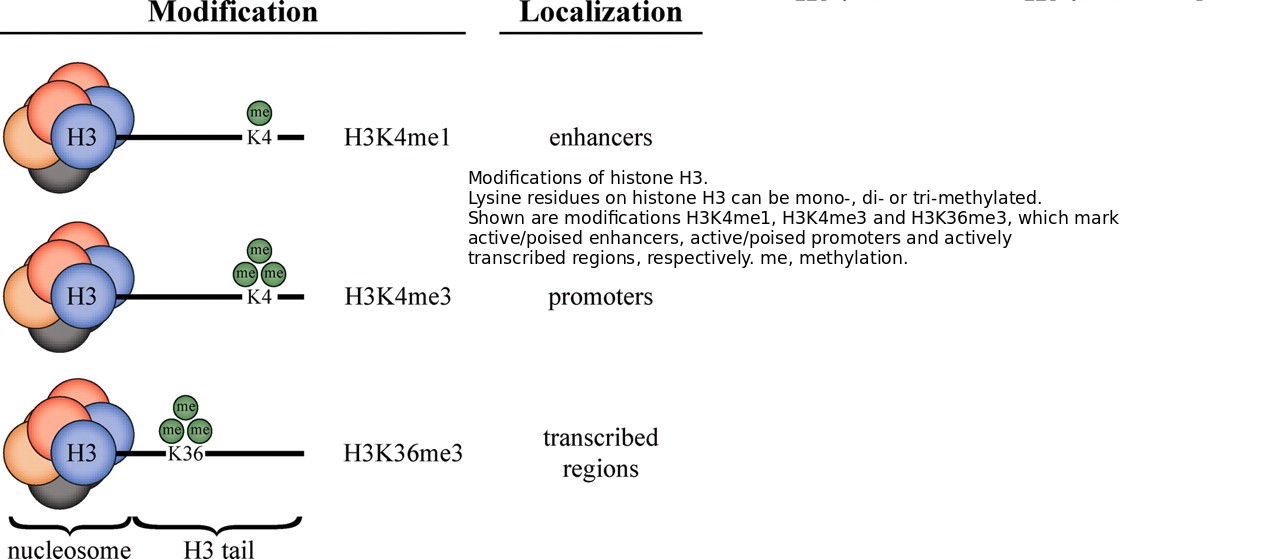 Modification Localization
me
K4
H3 H3K4me1 enhancers
Modifications of histone H3.
Lysine residues on histone H3 can be mono-, di- or tri-methylated.
Shown are modifications H3K4me1, H3K4me3 and H3K36me3, which mark
active/poised enhancers, active/poised promoters and actively
transcribed regions, respectively. me, methylation.
me
me me
K4
H3 H3K4me3 promoters
me
me me
K36
H3 H3K36me3 transcribed
regions
nucleosome H3 tail